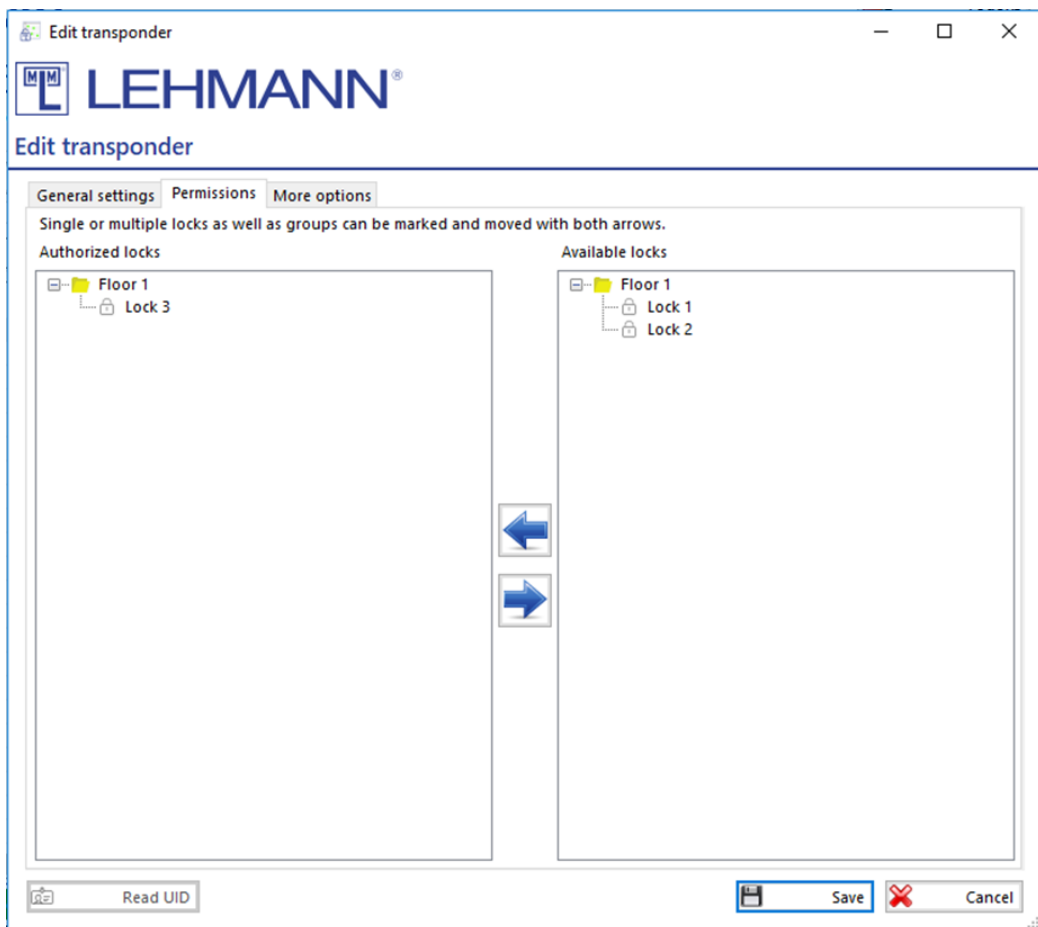 Edit transponder
MM
L
LEHMANN®
Edit transponder
General settings Permissions More options
Single or multiple locks as well as groups can be marked and moved with both arrows.
Authorized locks Available locks
Floor 1 Floor 1
Lock 3 Lock 1
Lock 2
Read UID Save Cancel